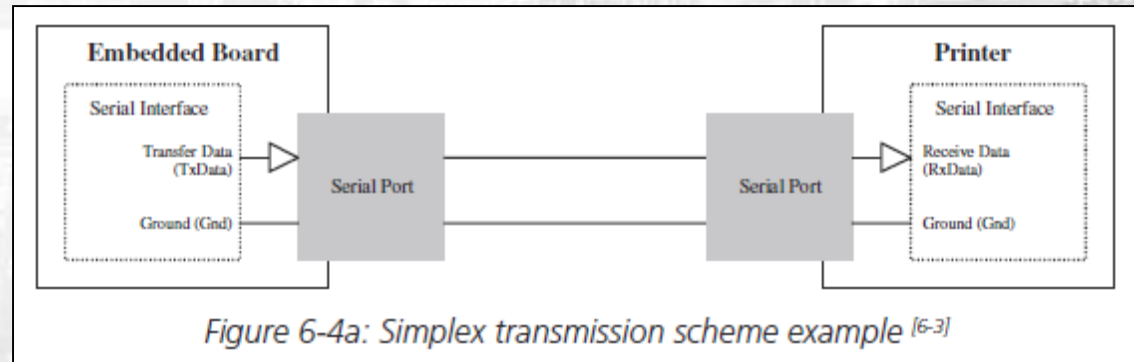 Embedded Board
Serial Interface
Transfer Data
(TxData)
Ground (Gnd)
Serial Port
Serial Port
Printer
Serial Interface
Receive Data
(RxData)
Ground (Gnd)
Figure 6-4a: Simplex transmission scheme example [6-3]